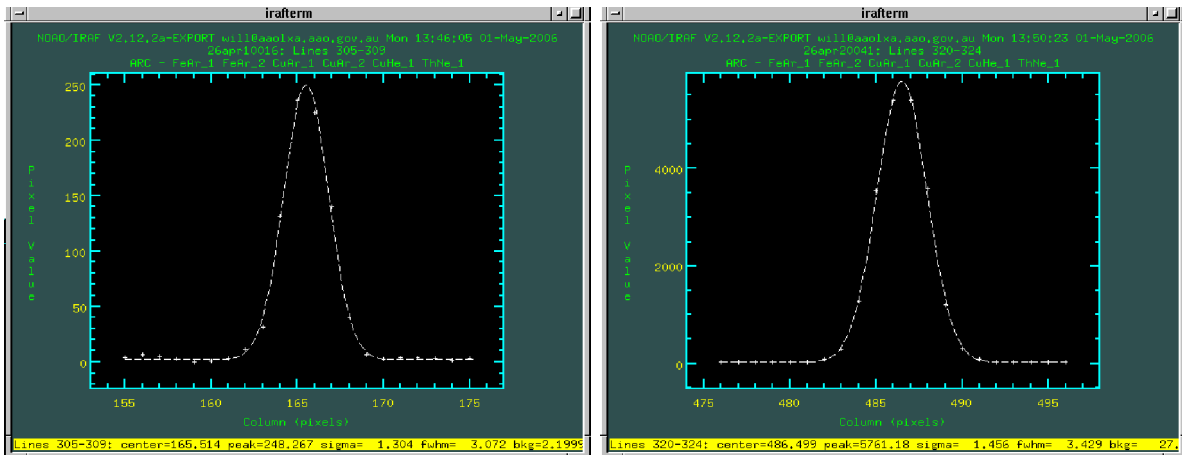 irafterm
NOAO/IRAF V2.12.2a-EXPORT will@aaolxa.aao.gov.au Mon 13:46:05 01-May-2006
26apr10016: Lines 305-309
ARC - FeAr_1 FeAr_2 CuAr_1 CuAr_2 CuHe_1 ThNe_1
250
200
150
100
50
0
Pixel Value
155 160 165 170 175
Column (pixels)
Lines 305-309: center=165.514 peak=248.267 sigma= 1.304 fwhm= 3.072 bkg=2.1999
irafterm
NOAO/IRAF V2.12.2a-EXPORT will@aaolxa.aao.gov.au Mon 13:50:23 01-May-2006
26apr20041: Lines 320-324
ARC - FeAr_1 FeAr_2 CuAr_1 CuAr_2 CuHe_1 ThNe_1
4000
2000
0
Pixel Value
475 480 485 490 495
Column (pixels)
Lines 320-324: center=486.499 peak=5761.18 sigma= 1.456 fwhm= 3.429 bkg= 27.